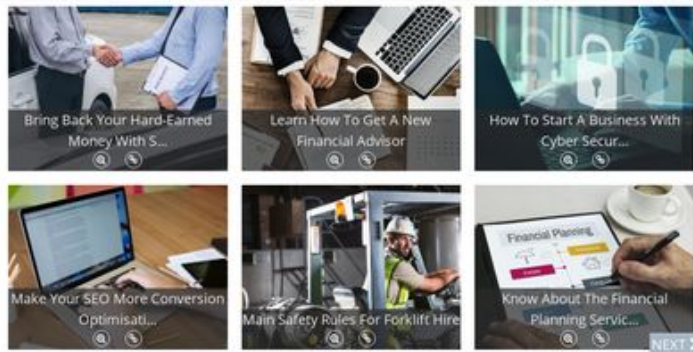 Bring Back Your Hard-Earned
Money With S...
Learn How To Get A New
Financial Advisor
How To Start A Business With
Cyber Secur...
Make Your SEO More Conversion
Optimisati...
Main Safety Rules For Forklift Hire
Financial Planning
Know About The Financial
Planning Servic...
NEXT